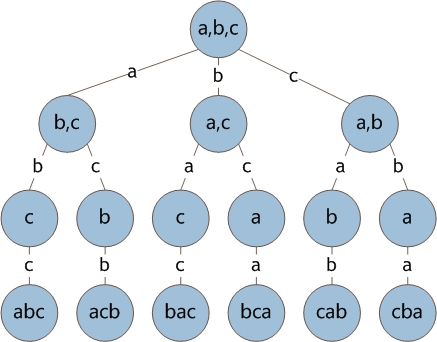 a,b,c
a b c
b,c a,c a,b
b c a c a b
c b c a b a
c b c a b a
abc acb bac bca cab cba